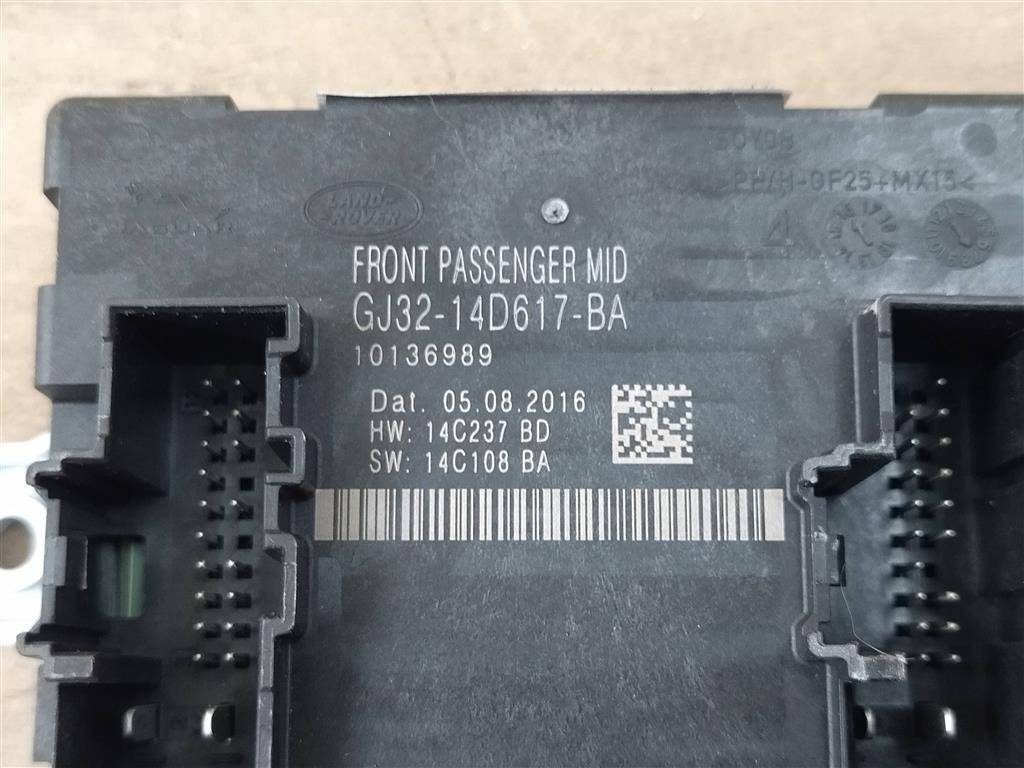 JAGUAR
LAND-
ROVER
FRONT PASSENGER MID
GJ32-14D617-BA
10136989
Dat. 05.08.2016
HW: 14C237 BD
SW: 14C108 BA